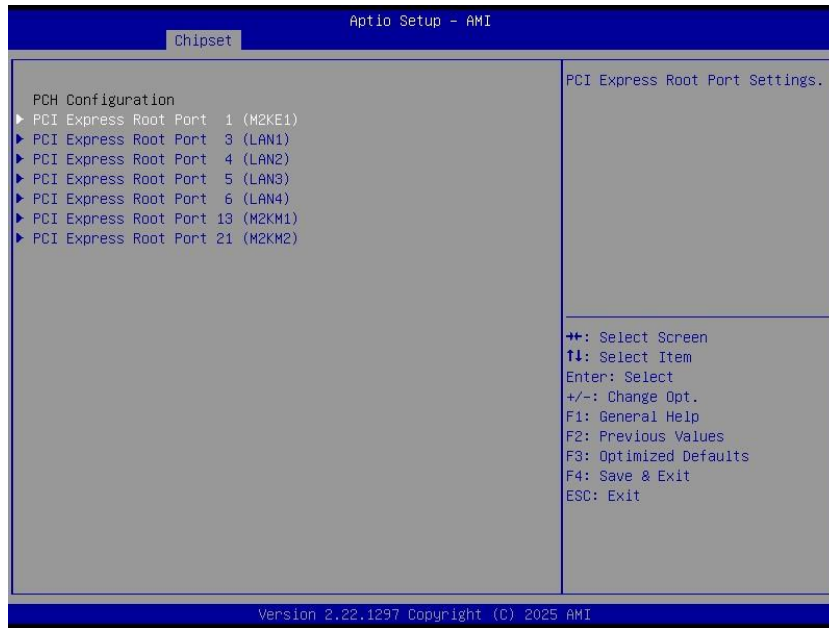 Aptio Setup - AMI
Chipset
PCH Configuration
PCI Express Root Port 1 (M2KE1)
PCI Express Root Port 3 (LAN1)
PCI Express Root Port 4 (LAN2)
PCI Express Root Port 5 (LAN3)
PCI Express Root Port 6 (LAN4)
PCI Express Root Port 13 (M2KM1)
PCI Express Root Port 21 (M2KM2)
PCI Express Root Port Settings.
→←: Select Screen
↑↓: Select Item
Enter: Select
+/-: Change Opt.
F1: General Help
F2: Previous Values
F3: Optimized Defaults
F4: Save & Exit
ESC: Exit
Version 2.22.1297 Copyright (C) 2025 AMI